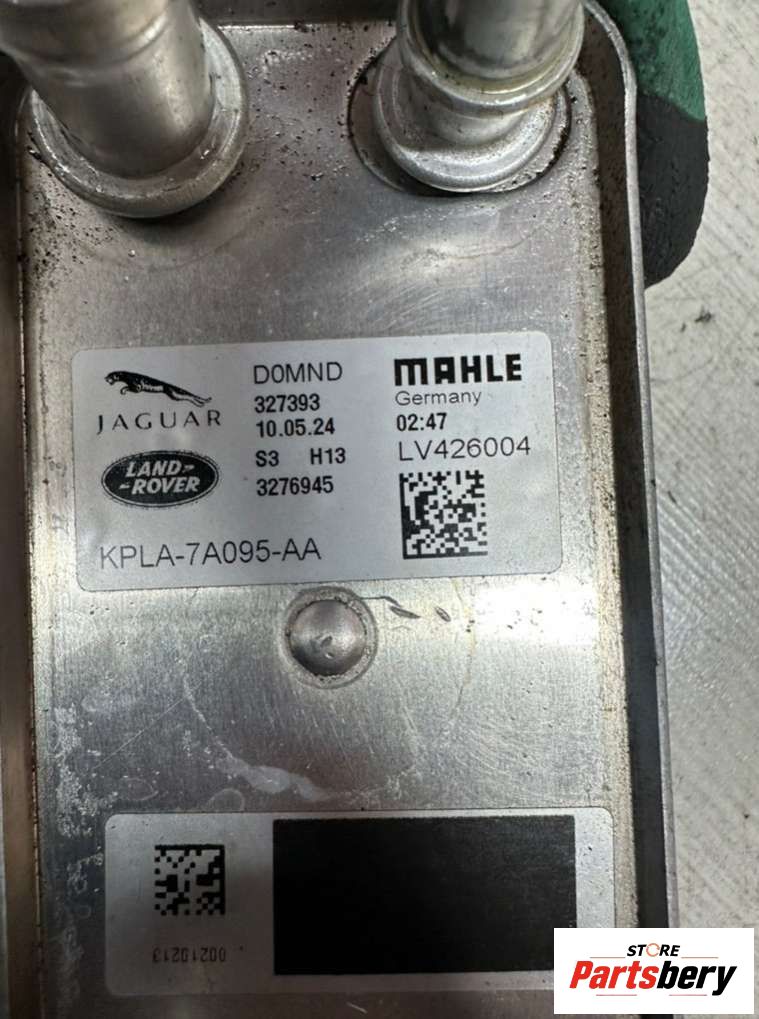 JAGUAR
LAND-
-ROVER
D0MND
327393
10.05.24
S3 H13
3276945
MAHLE
Germany
02:47
LV426004
KPLA-7A095-AA
00210213
STORE
Partsbery